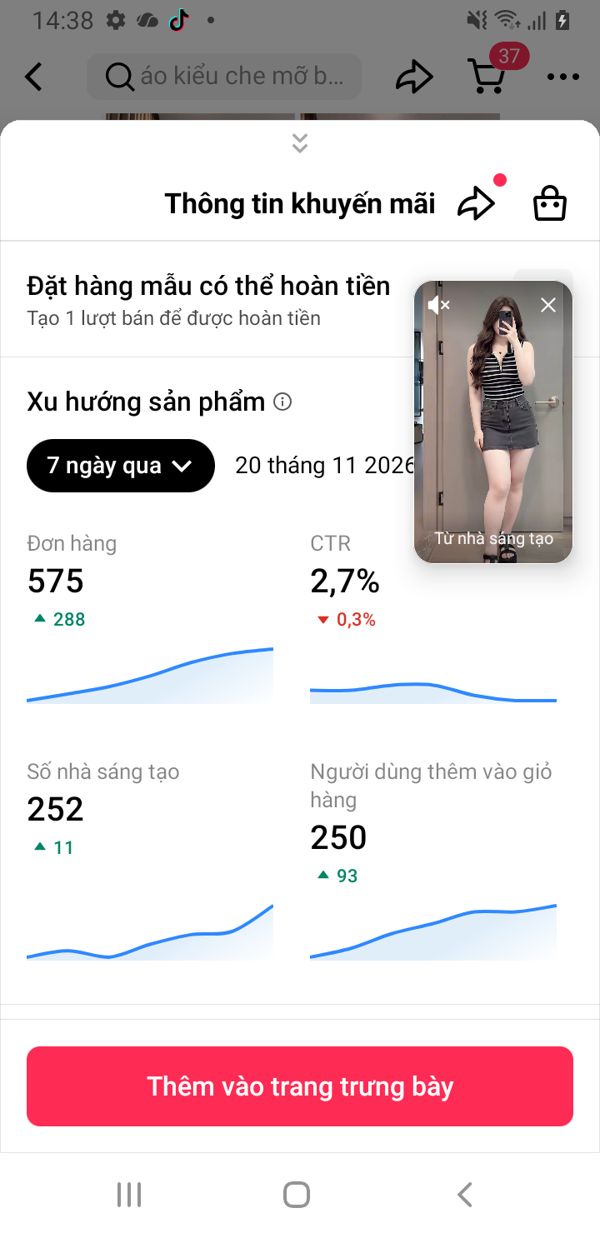 14:38
37
áo kiểu che mỡ b...
Thông tin khuyến mãi
Đặt hàng mẫu có thể hoàn tiền
Tạo 1 lượt bán để được hoàn tiền
Xu hướng sản phẩm
7 ngày qua
20 tháng 11 2026
Từ nhà sáng tạo
Đơn hàng
575
288
CTR
2,7%
0,3%
Số nhà sáng tạo
252
11
Người dùng thêm vào giỏ
hàng
250
93
Thêm vào trang trưng bày